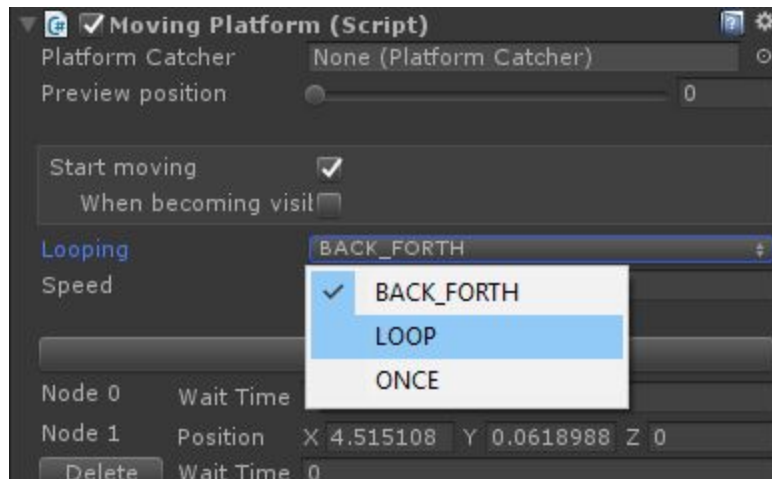 Moving Platform (Script)
Platform Catcher None (Platform Catcher)
Preview position 0
Start moving
When becoming visil
Looping BACK_FORTH
Speed
BACK_FORTH
LOOP
ONCE
Node 0 Wait Time
Node 1 Position X 4.515108 Y 0.0618988 Z 0
Delete Wait Time 0